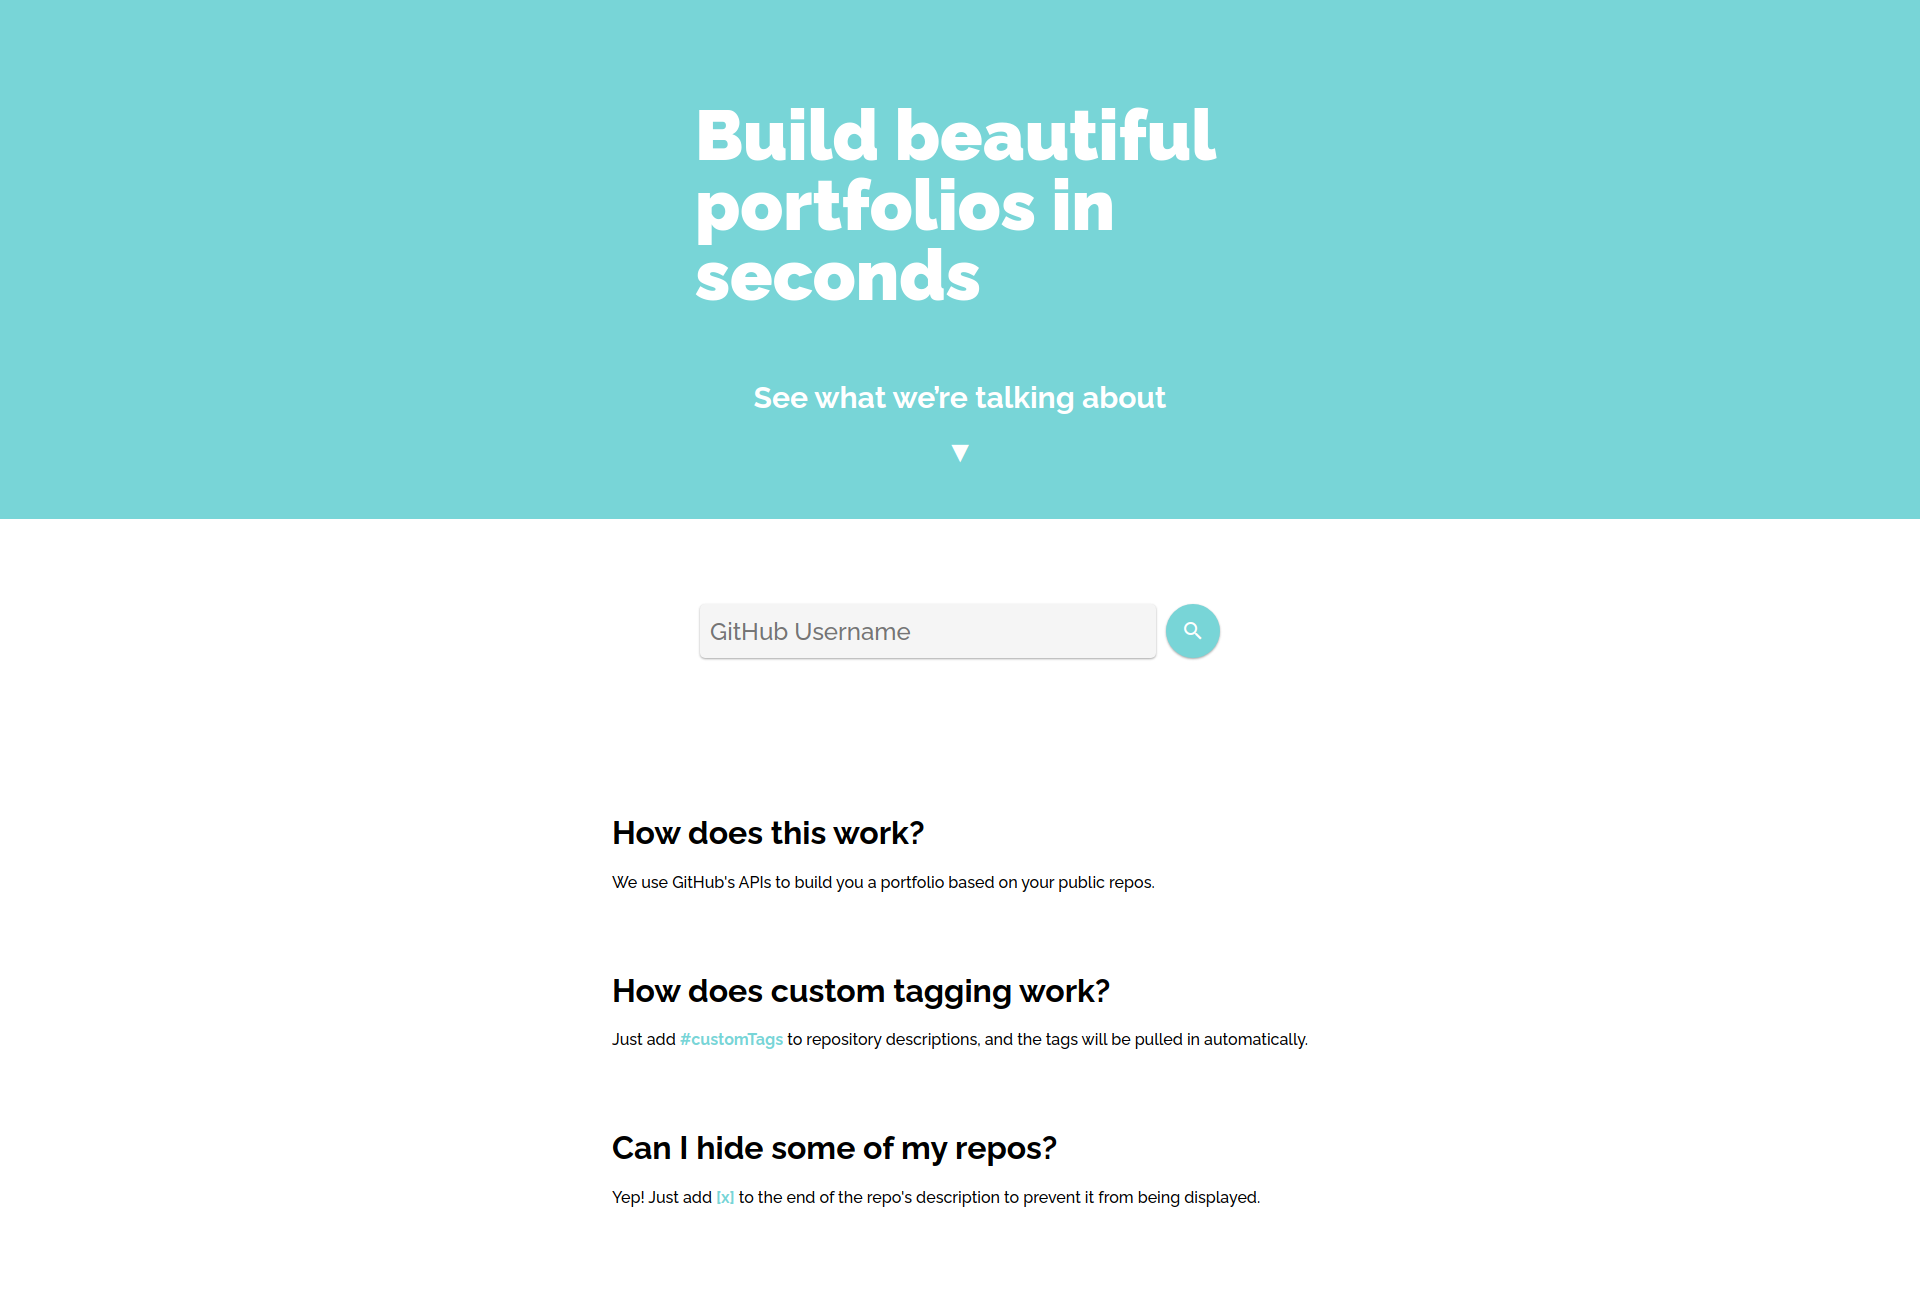 Build beautiful
portfolios in
seconds
See what we’re talking about
▼
GitHub Username
How does this work?
We use GitHub's APIs to build you a portfolio based on your public repos.
How does custom tagging work?
Just add #customTags to repository descriptions, and the tags will be pulled in automatically.
Can I hide some of my repos?
Yep! Just add [x] to the end of the repo's description to prevent it from being displayed.